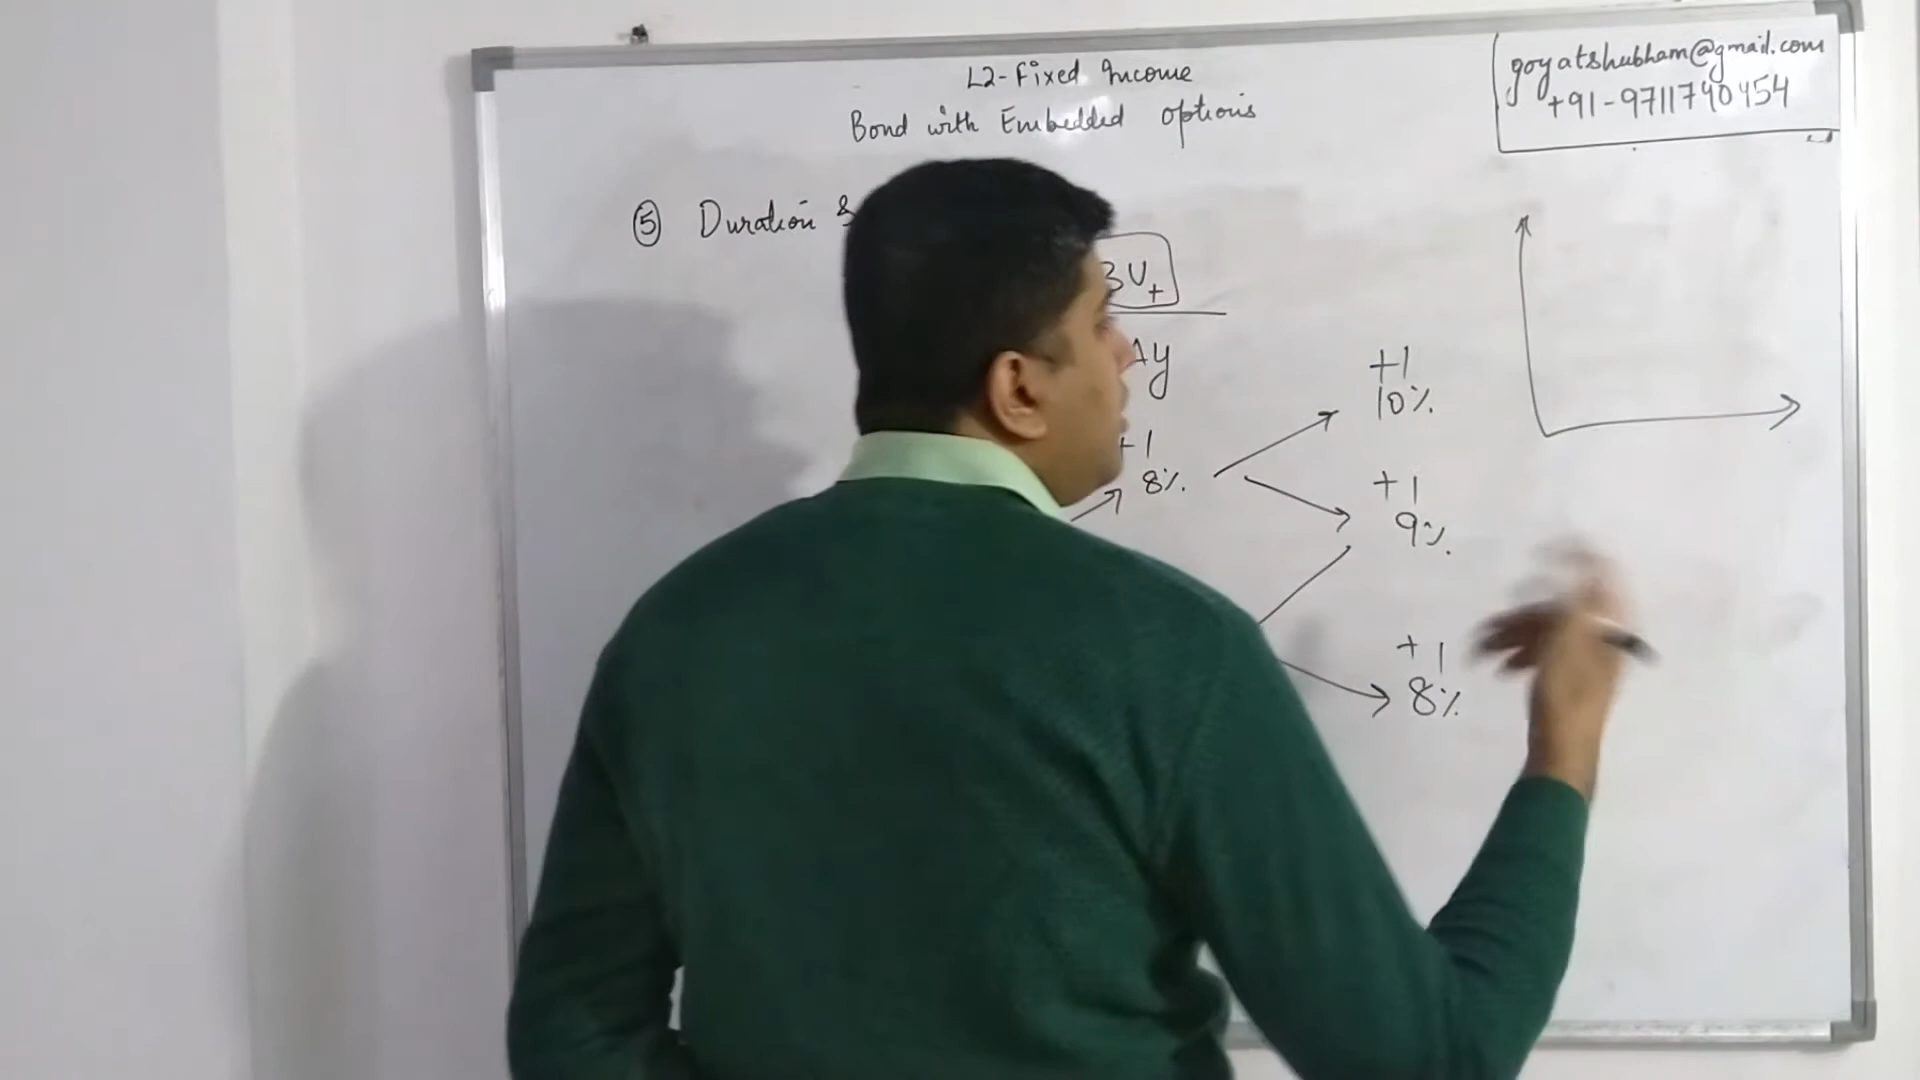 L2-Fixed Income
Bond with Embedded options
goyatshubham@gmail.com
+91-9711740454
⑤ Duration &
BV+
Δy
+1
8%
+1
10%
+1
9%
+1
8%